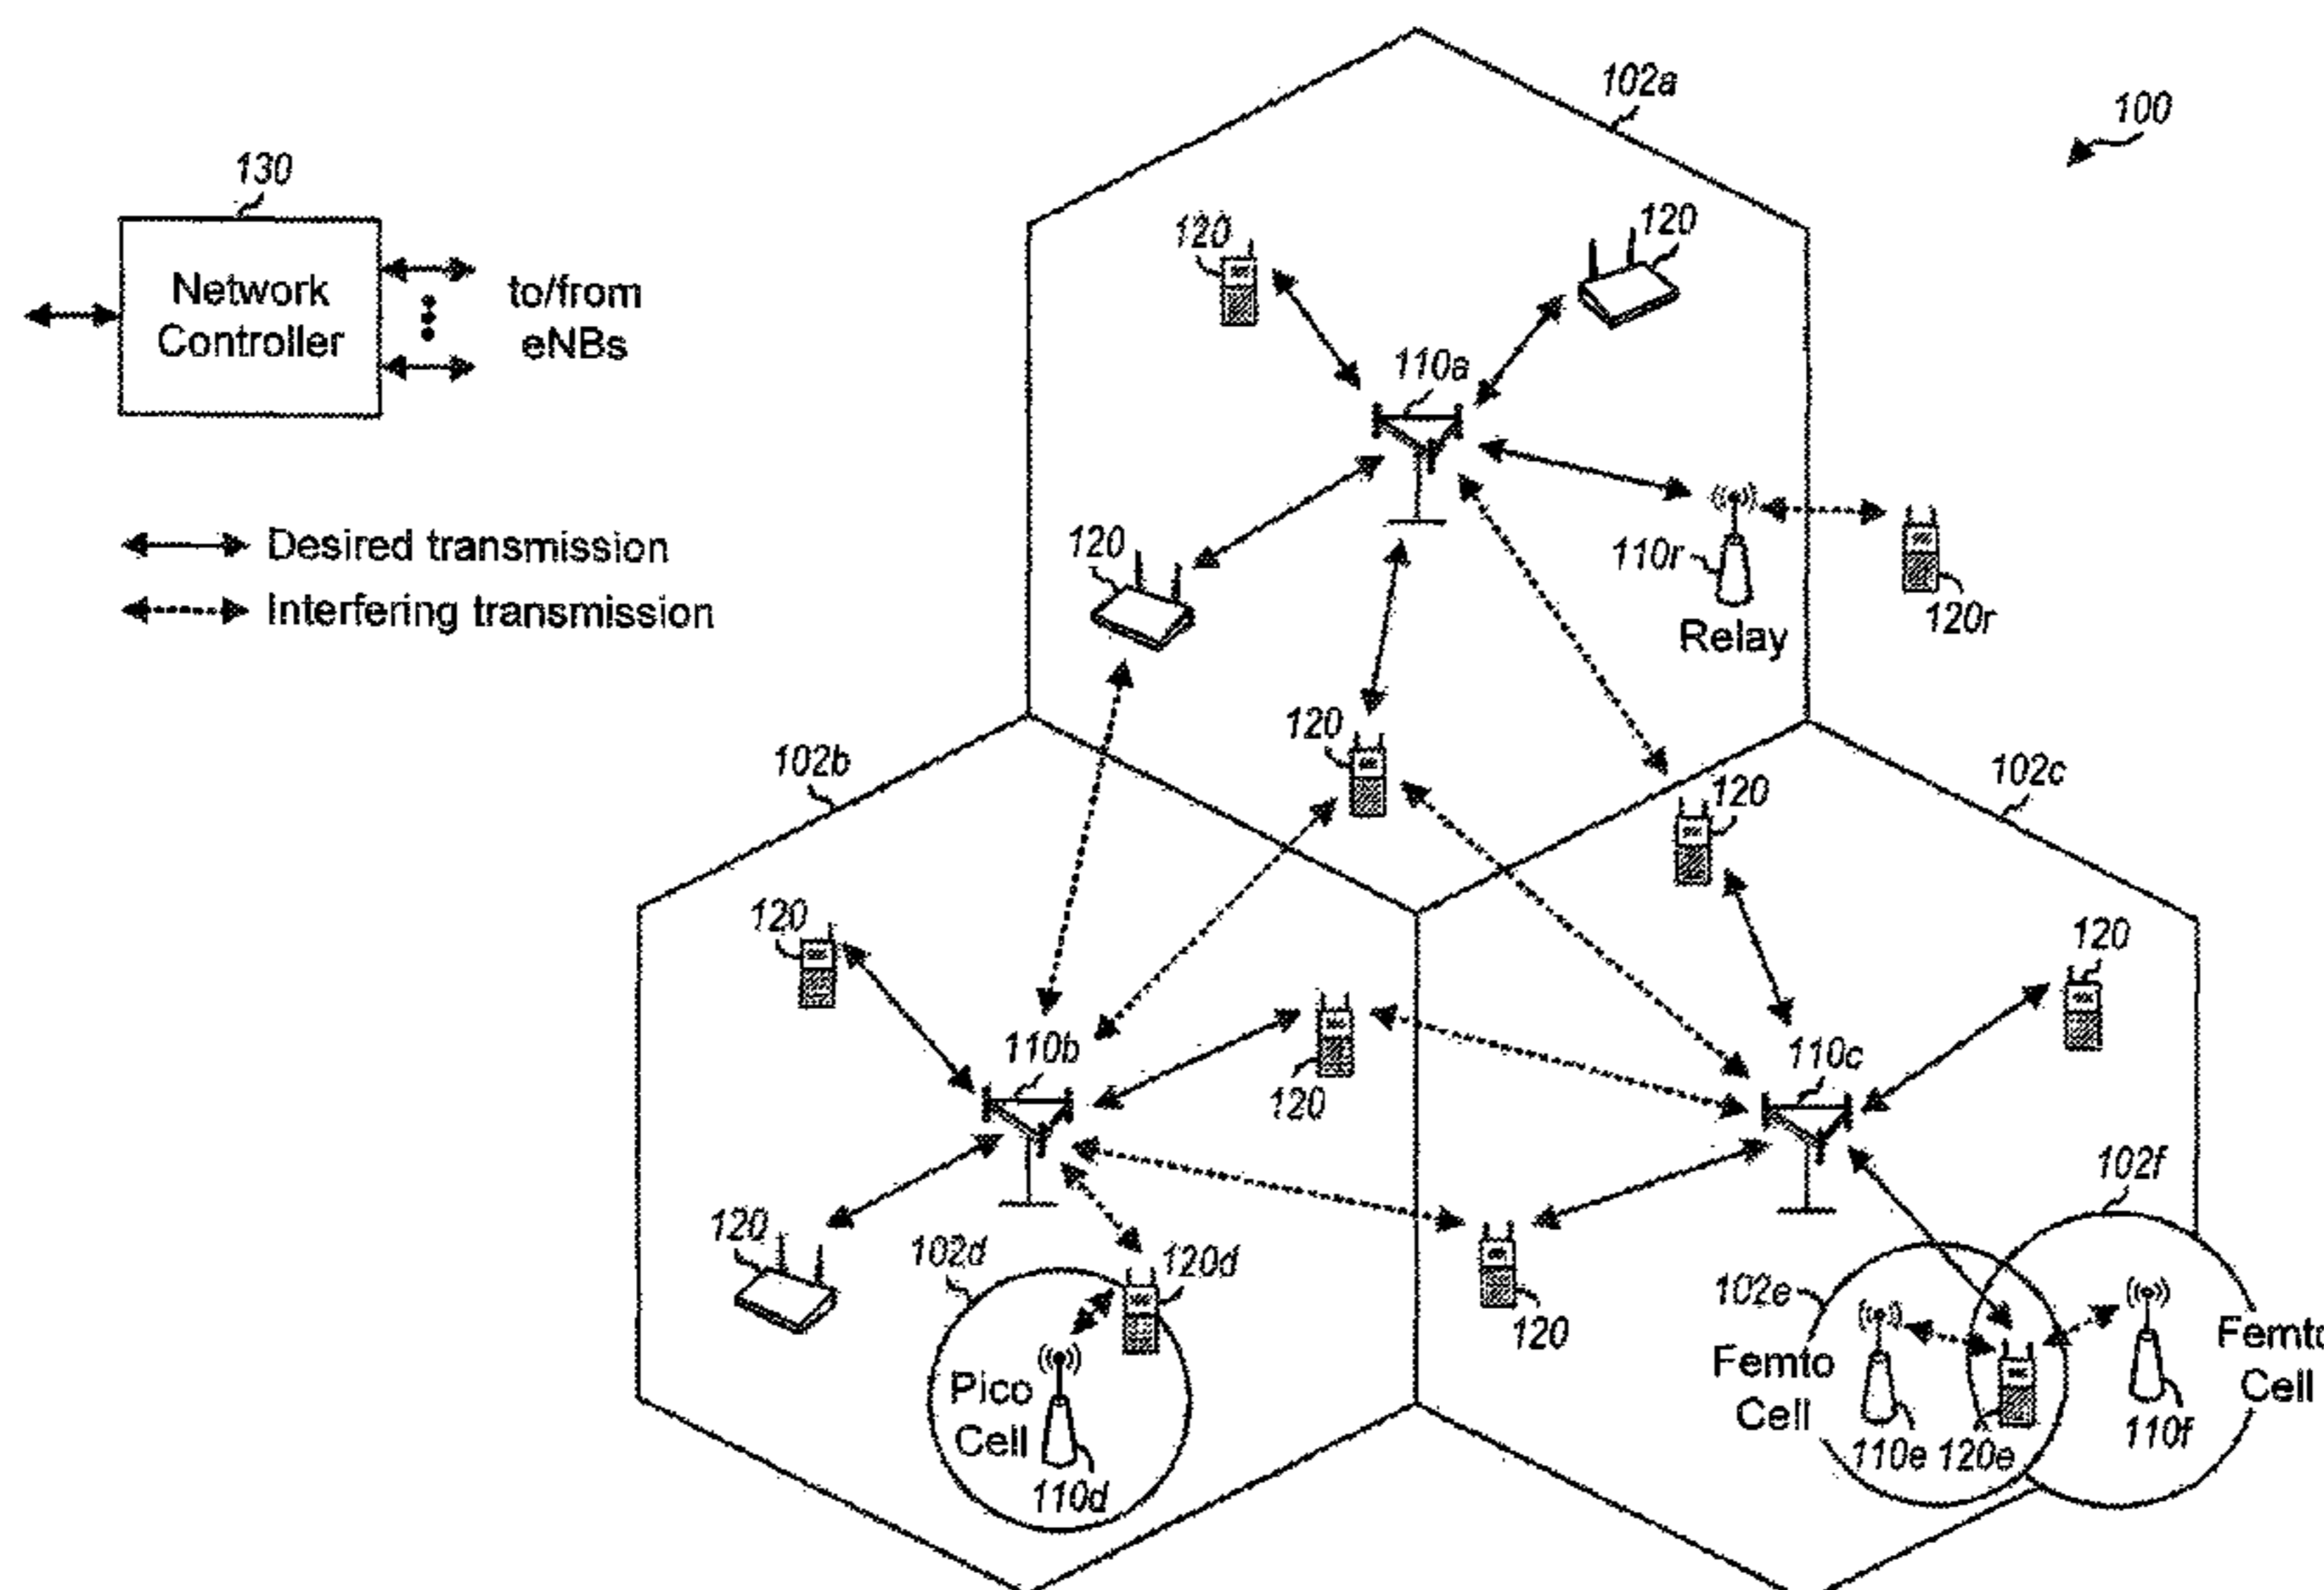 102a
100
130
120
120
Network
Controller
to/from
eNBs
110a
Desired transmission
Interfering transmission
120
110r
Relay
120r
102b
120
120
102c
120
120
110b
120
110c
102f
120
102d
120d
120
102e
Pico
Cell
110d
Femto
Cell
110e
120e
110f
Femto
Cell